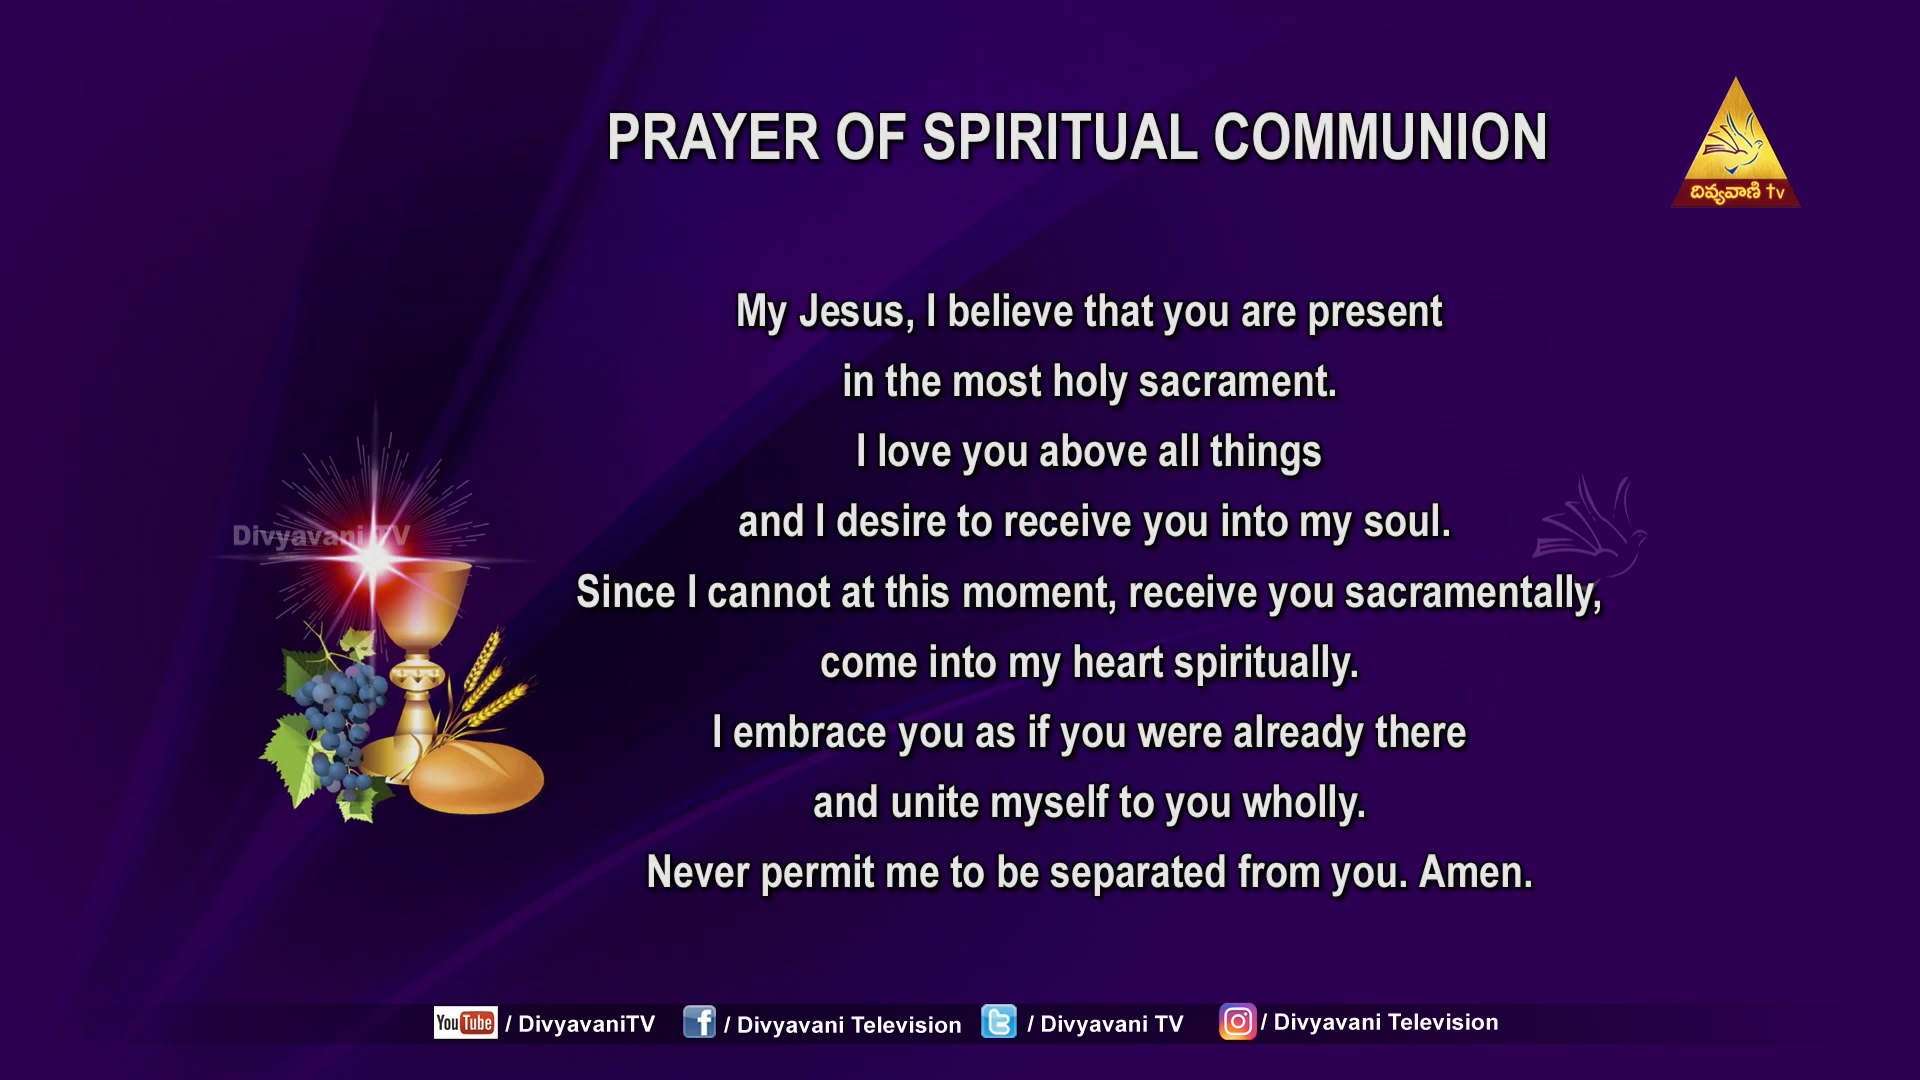 PRAYER OF SPIRITUAL COMMUNION
దివ్యవాణి tv
My Jesus, I believe that you are present
in the most holy sacrament.
I love you above all things
and I desire to receive you into my soul.
Since I cannot at this moment, receive you sacramentally,
come into my heart spiritually.
I embrace you as if you were already there
and unite myself to you wholly.
Never permit me to be separated from you. Amen.
Divyavani TV
YouTube / DivyavaniTV f / Divyavani Television t / Divyavani TV / Divyavani Television